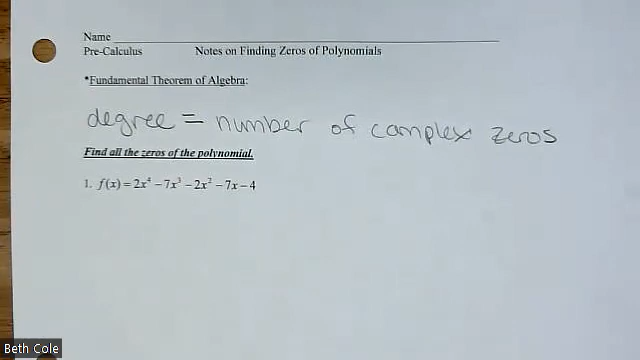 Name
Pre-Calculus Notes on Finding Zeros of Polynomials
*Fundamental Theorem of Algebra:
degree = number of complex zeros
Find all the zeros of the polynomial.
1. f(x) = 2x⁴ − 7x³ − 2x² − 7x − 4
Beth Cole